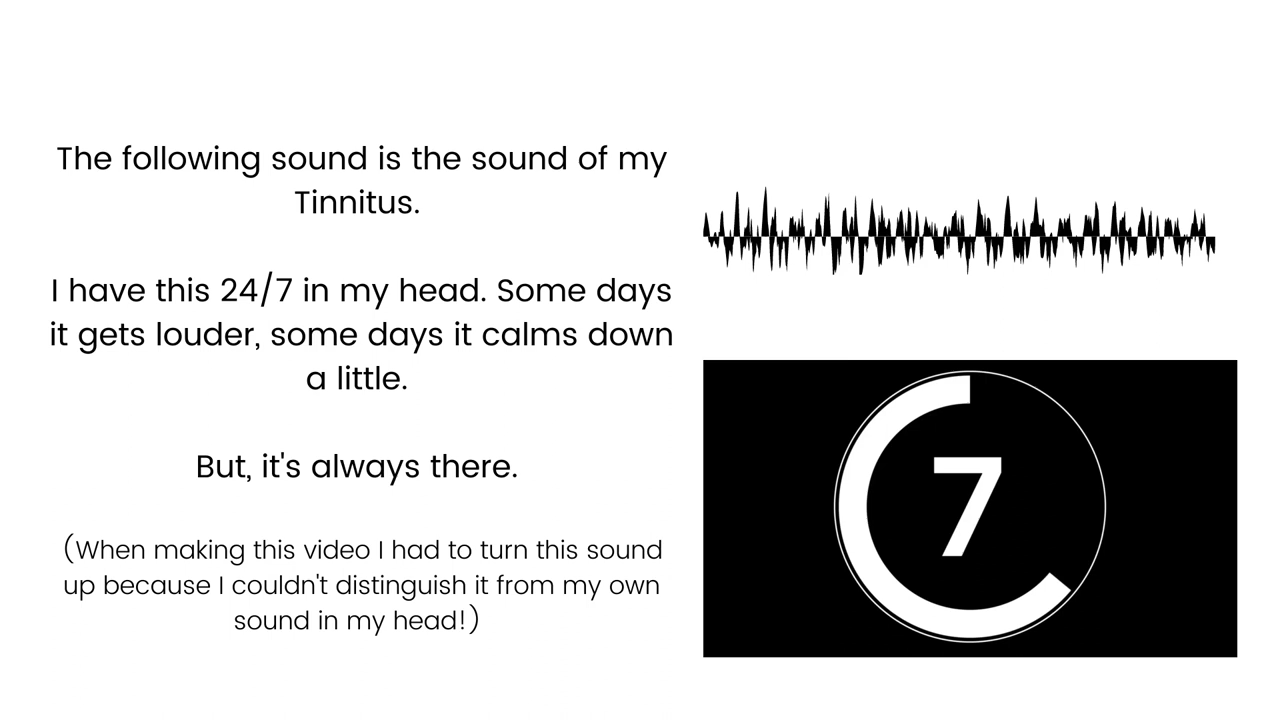 The following sound is the sound of my
Tinnitus.
I have this 24/7 in my head. Some days
it gets louder, some days it calms down
a little.
But, it's always there.
(When making this video I had to turn this sound
up because I couldn't distinguish it from my own
sound in my head!)
7